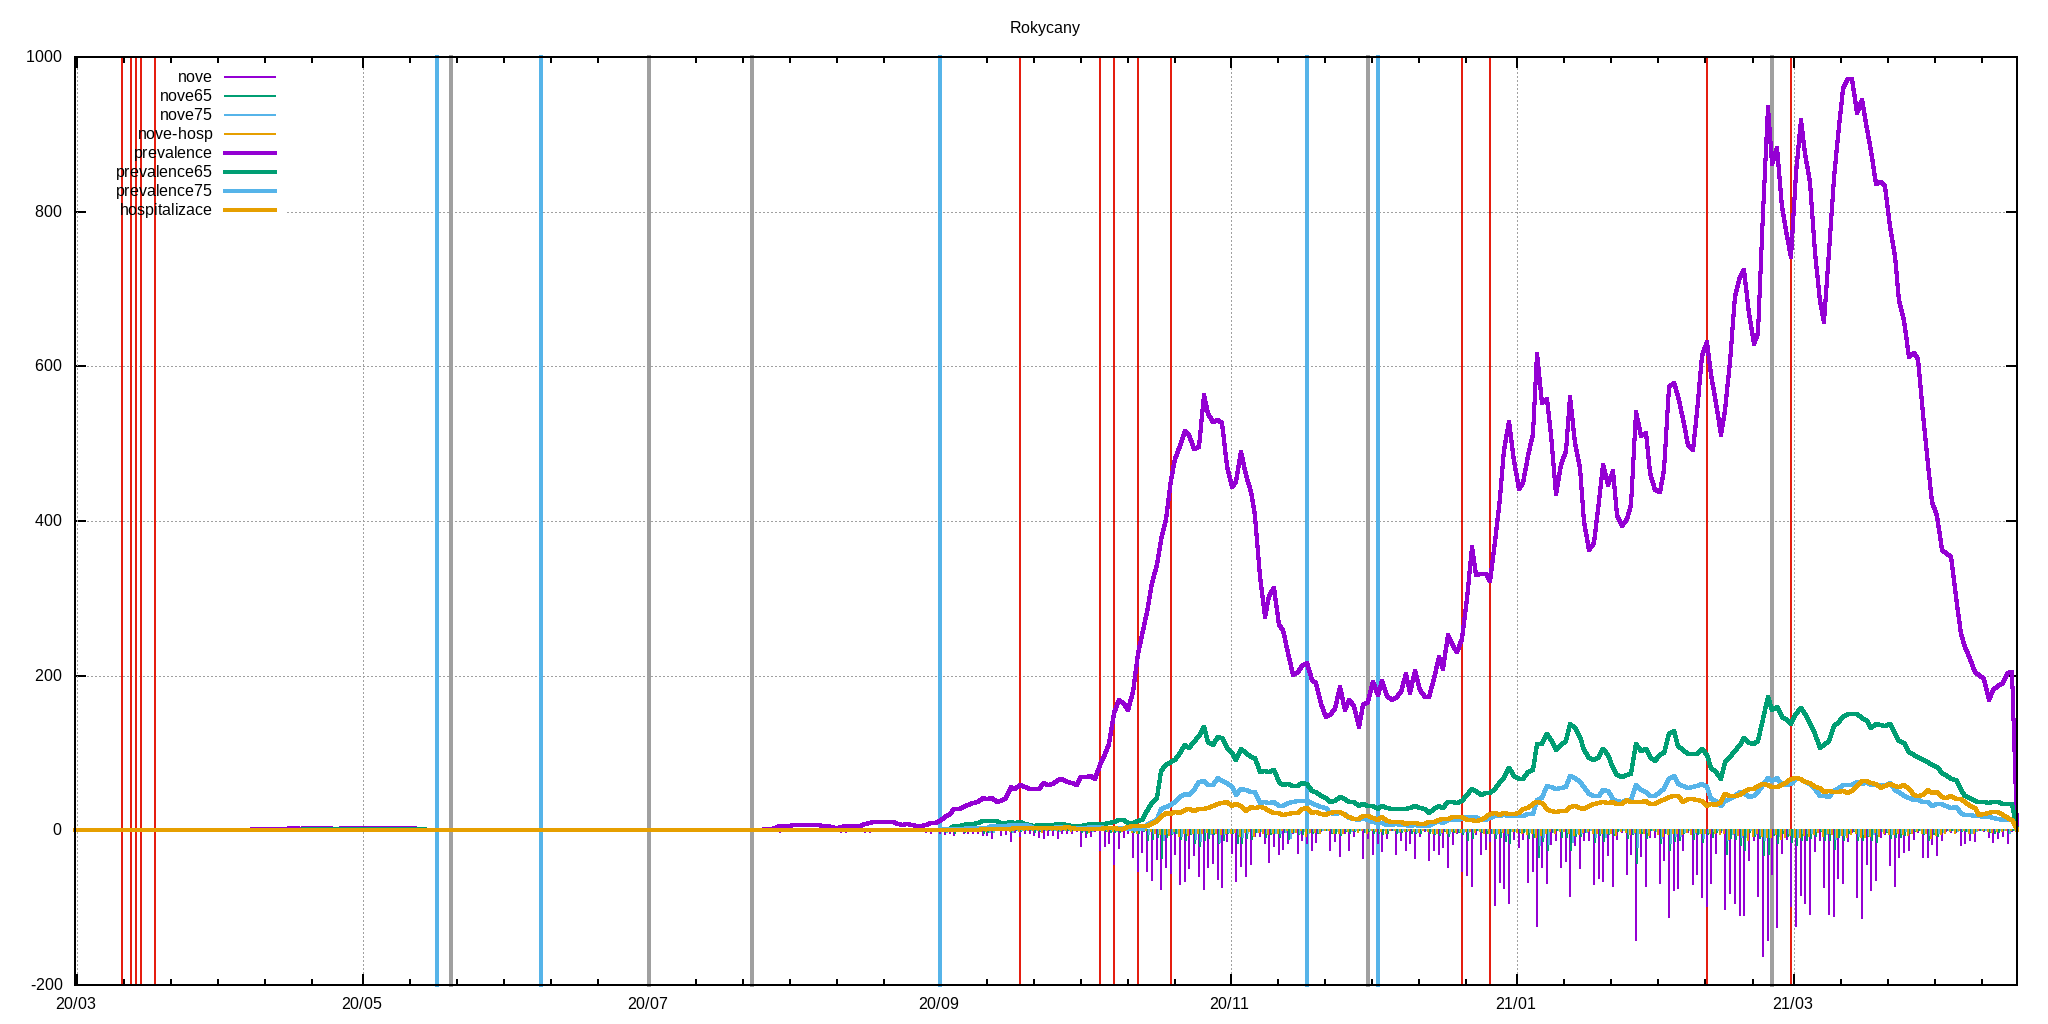 Rokycany
1000
800
600
400
200
0
-200
nove
nove65
nove75
nove-hosp
prevalence
prevalence65
prevalence75
hospitalizace
20/03 20/05 20/07 20/09 20/11 21/01 21/03